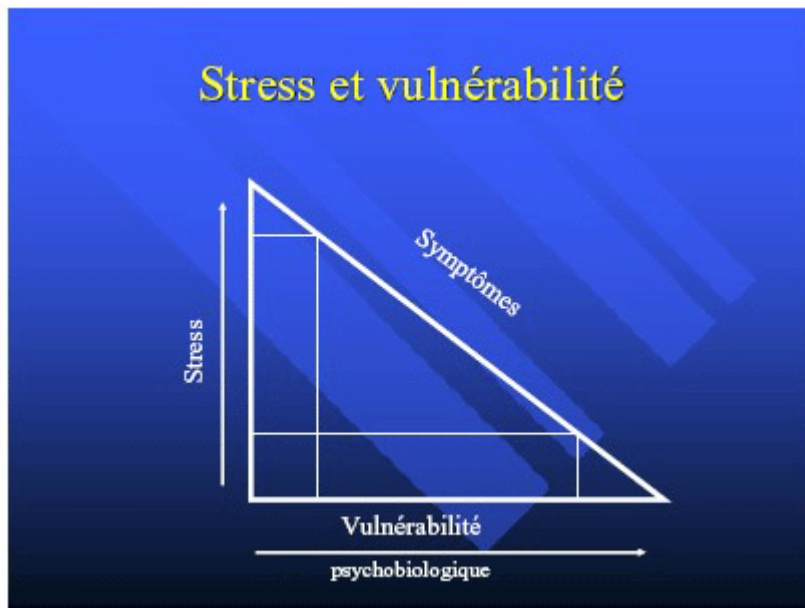 Stress et vulnérabilité
Symptômes
Stress
Vulnérabilité
psychobiologique